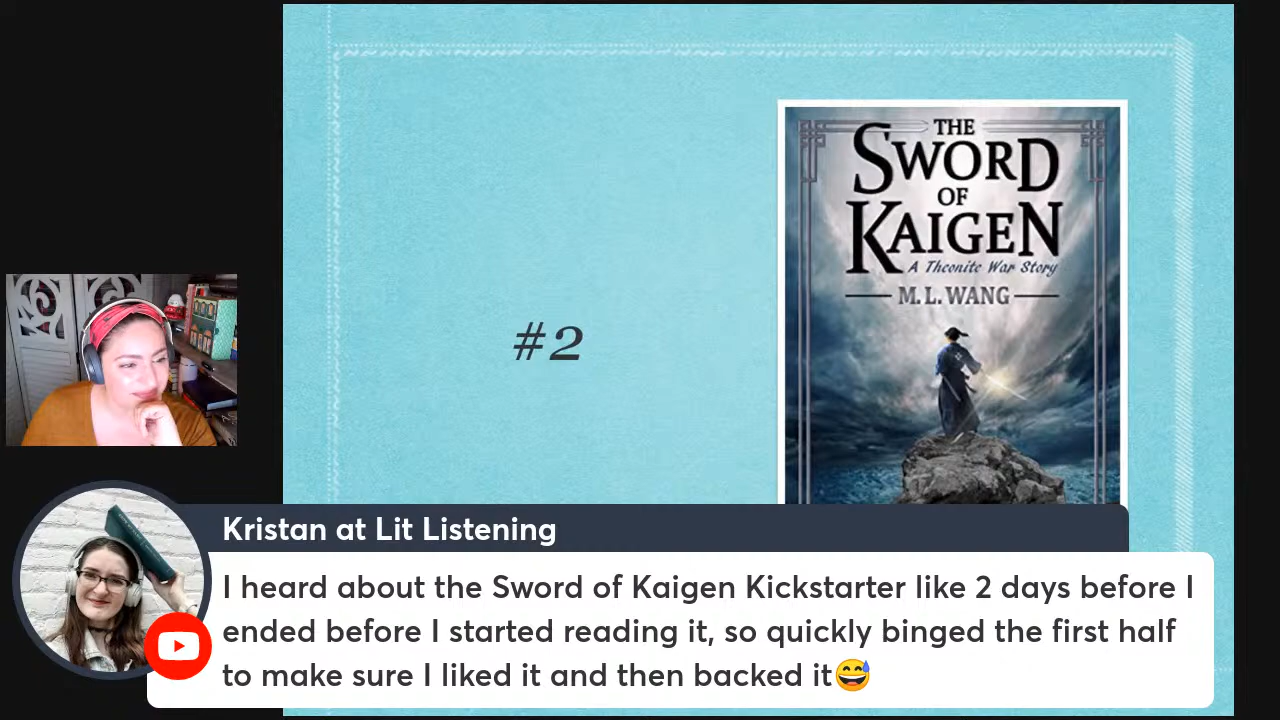 THE
SWORD
OF
KAIGEN
A Theonite War Story
M. L. WANG
#2
Kristan at Lit Listening
I heard about the Sword of Kaigen Kickstarter like 2 days before I
ended before I started reading it, so quickly binged the first half
to make sure I liked it and then backed it😅